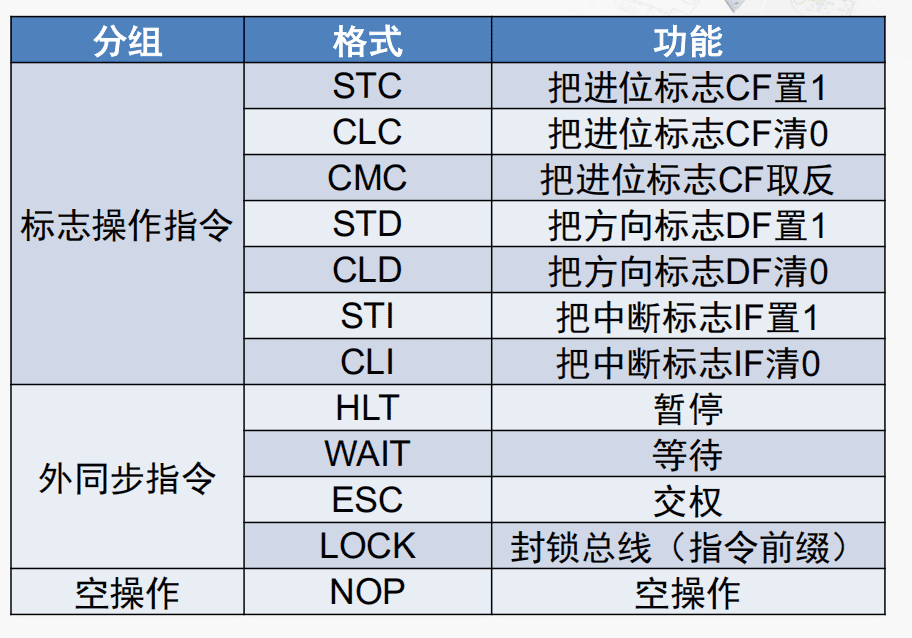 分组 格式 功能
标志操作指令 STC 把进位标志CF置1
CLC 把进位标志CF清0
CMC 把进位标志CF取反
STD 把方向标志DF置1
CLD 把方向标志DF清0
STI 把中断标志IF置1
CLI 把中断标志IF清0
外同步指令 HLT 暂停
WAIT 等待
ESC 交权
LOCK 封锁总线（指令前缀）
空操作 NOP 空操作